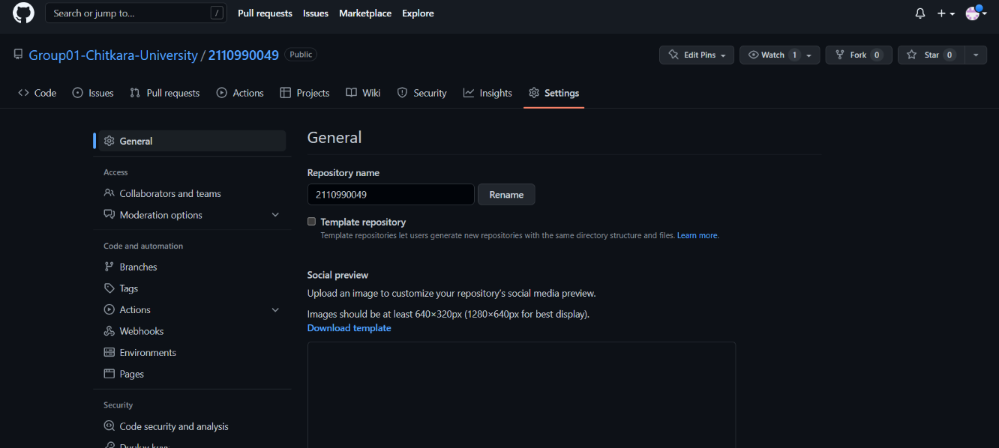 Search or jump to... /
Pull requests Issues Marketplace Explore
Group01-Chitkara-University / 2110990049 Public
Edit Pins Watch 1 Fork 0 Star 0
Code Issues Pull requests Actions Projects Wiki Security Insights Settings
General
Access
Collaborators and teams
Moderation options
Code and automation
Branches
Tags
Actions
Webhooks
Environments
Pages
Security
Code security and analysis
Deploy keys
General
Repository name
2110990049 Rename
Template repository
Template repositories let users generate new repositories with the same directory structure and files. Learn more.
Social preview
Upload an image to customize your repository's social media preview.
Images should be at least 640×320px (1280×640px for best display).
Download template